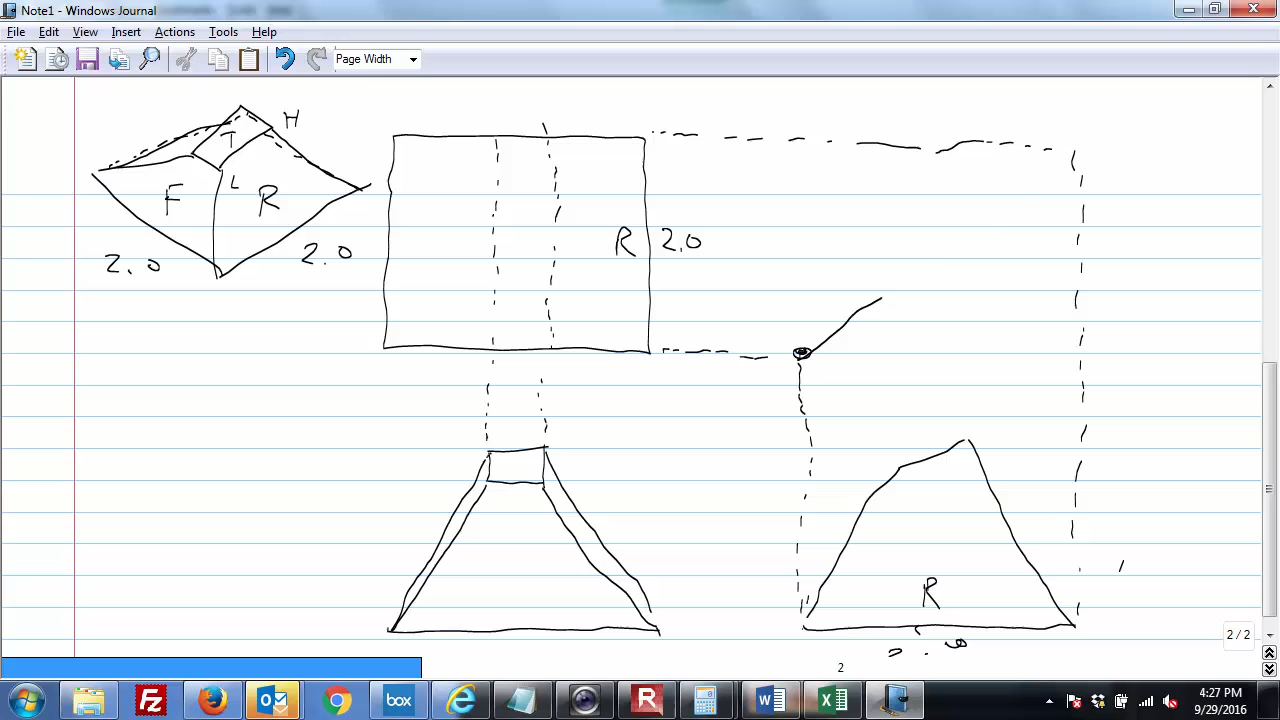 Note1 - Windows Journal
File Edit View Insert Actions Tools Help
Page Width
H
T
L
F R
2.0 2.0
R 2.0
R
2
2 / 2
box
4:27 PM
9/29/2016